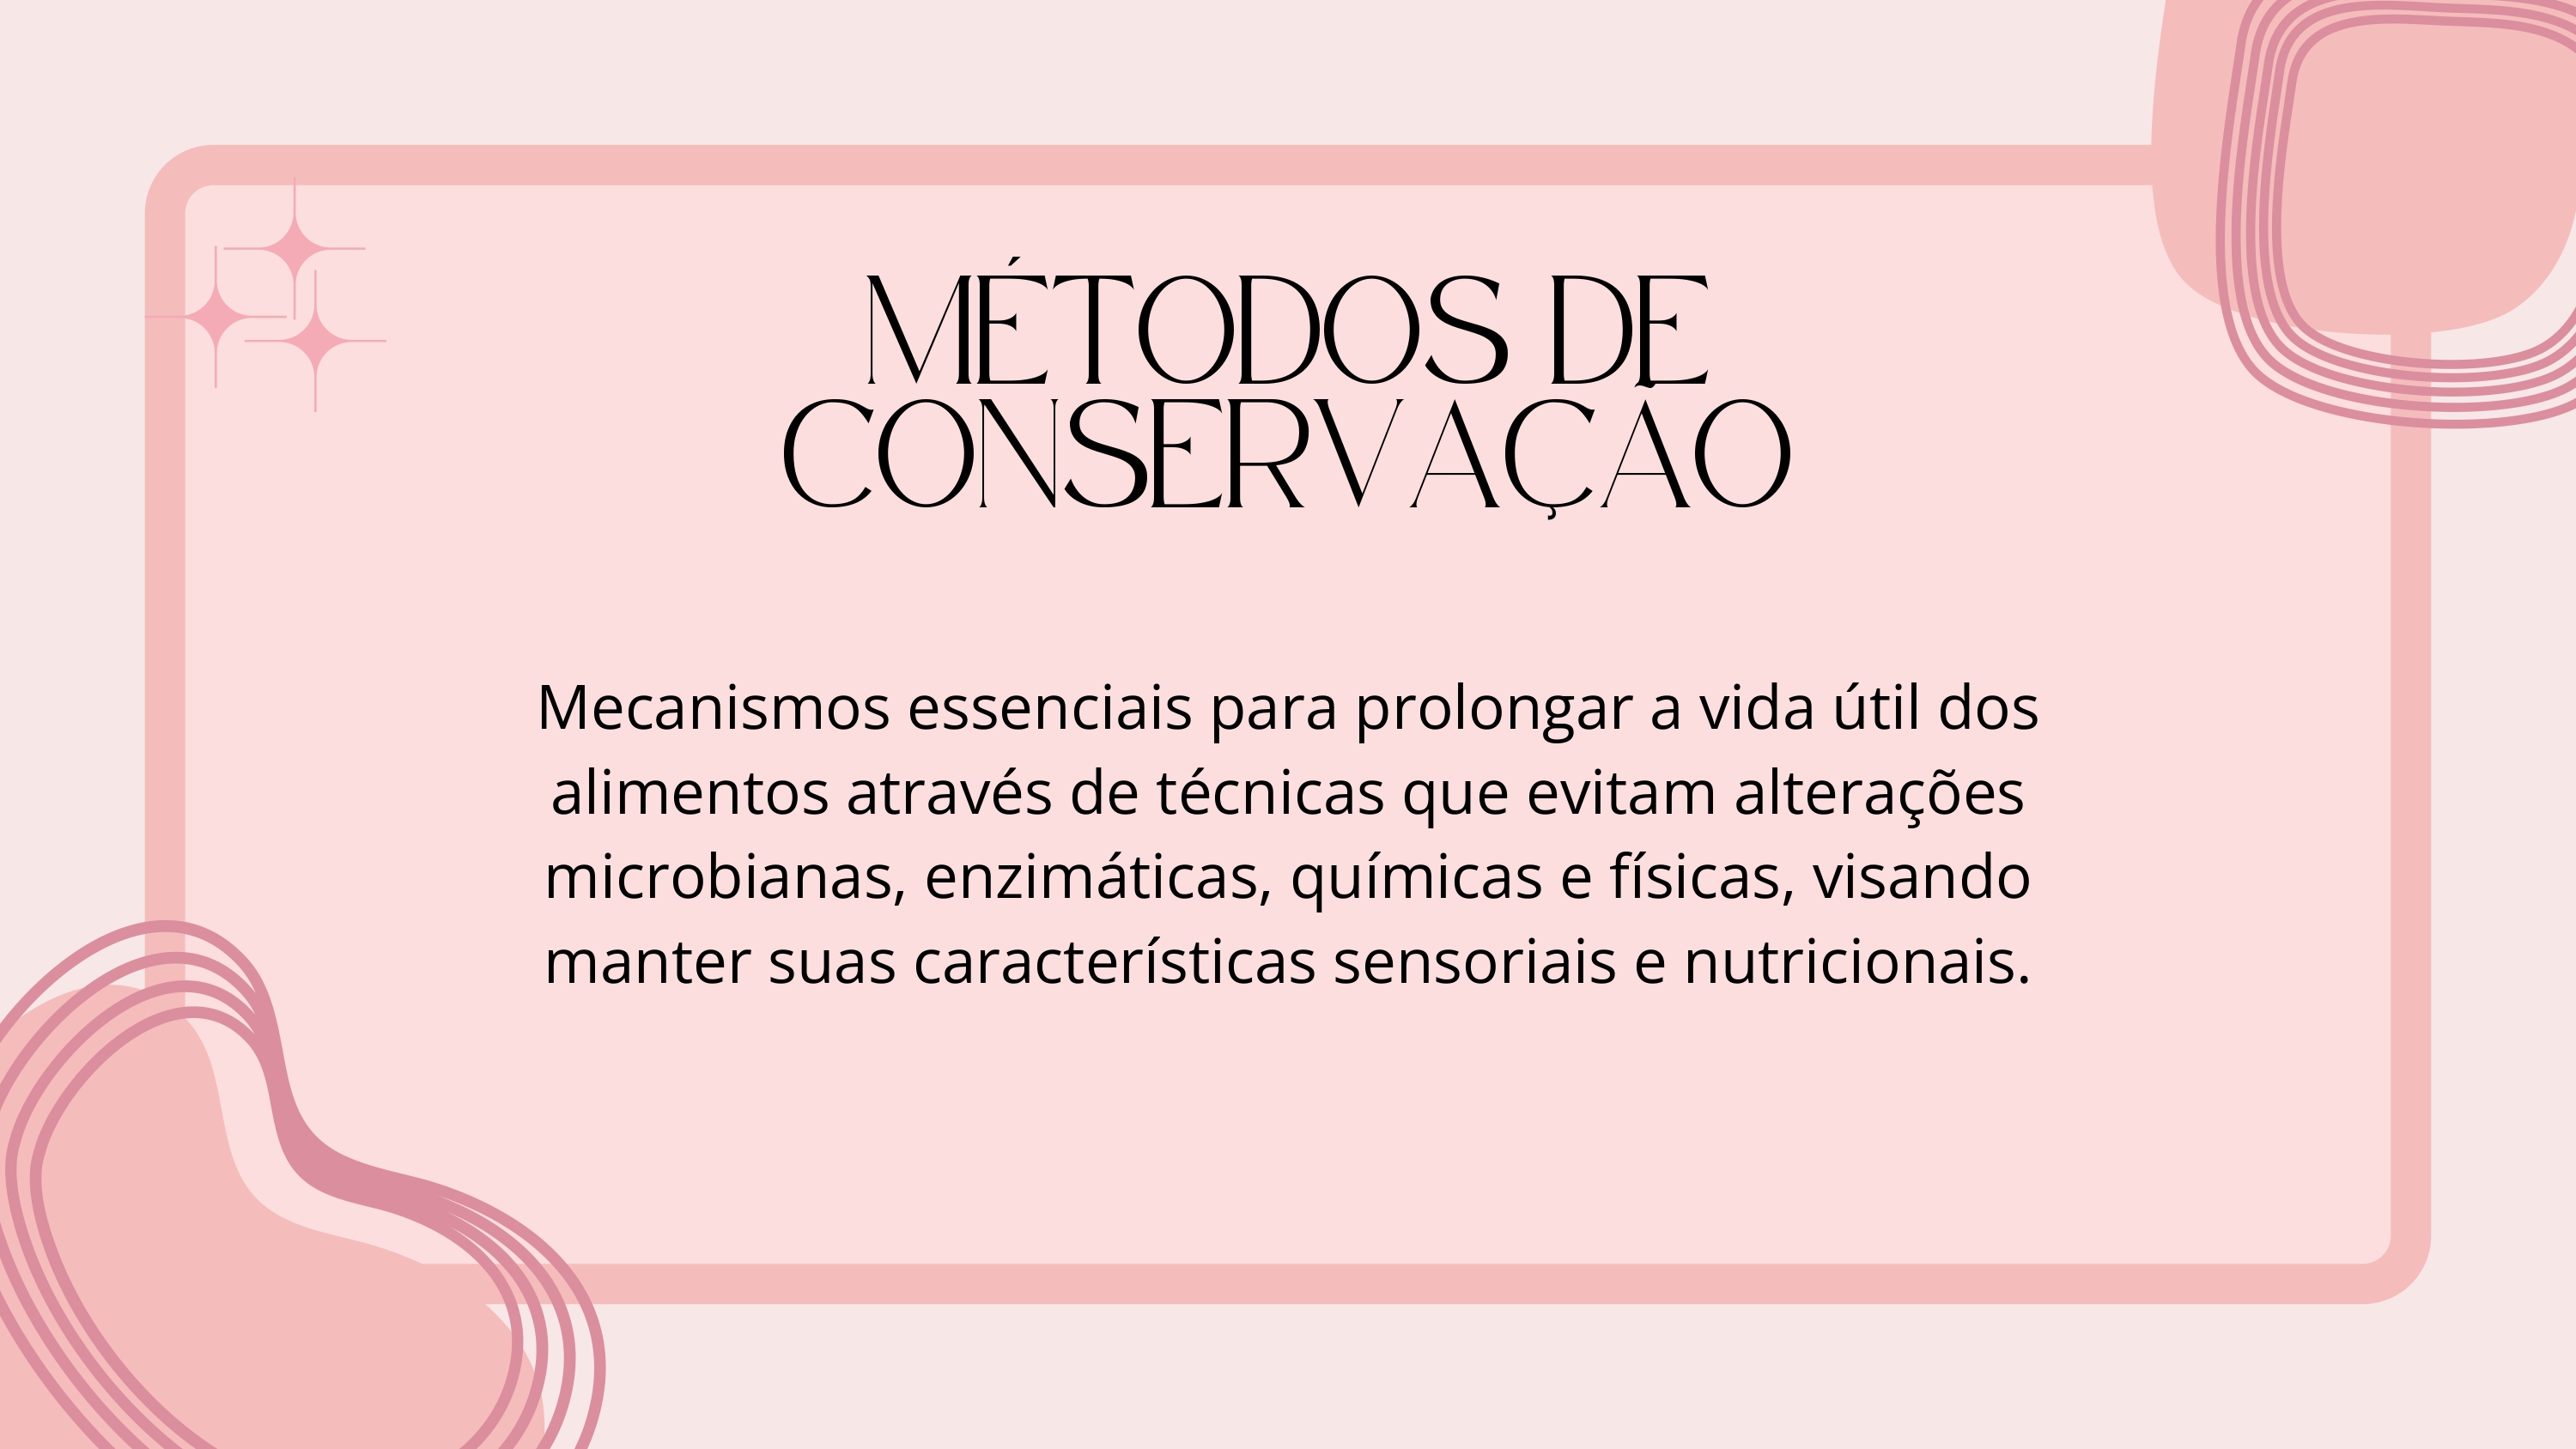 MÉTODOS DE
CONSERVAÇÃO
Mecanismos essenciais para prolongar a vida útil dos
alimentos através de técnicas que evitam alterações
microbianas, enzimáticas, químicas e físicas, visando
manter suas características sensoriais e nutricionais.